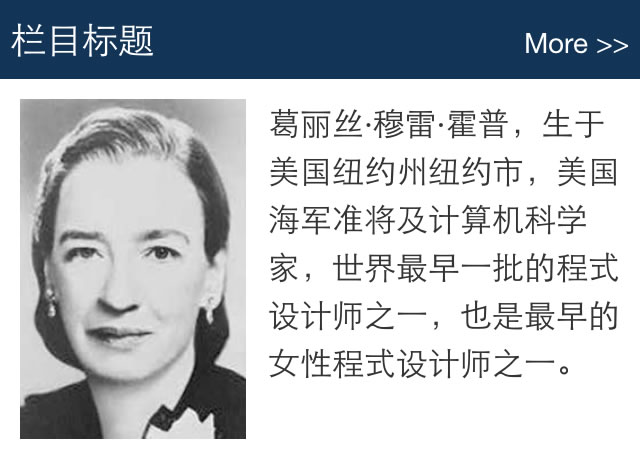 栏目标题
More >>
葛丽丝·穆雷·霍普，生于
美国纽约州纽约市，美国
海军准将及计算机科学
家，世界最早一批的程式
设计师之一，也是最早的
女性程式设计师之一。